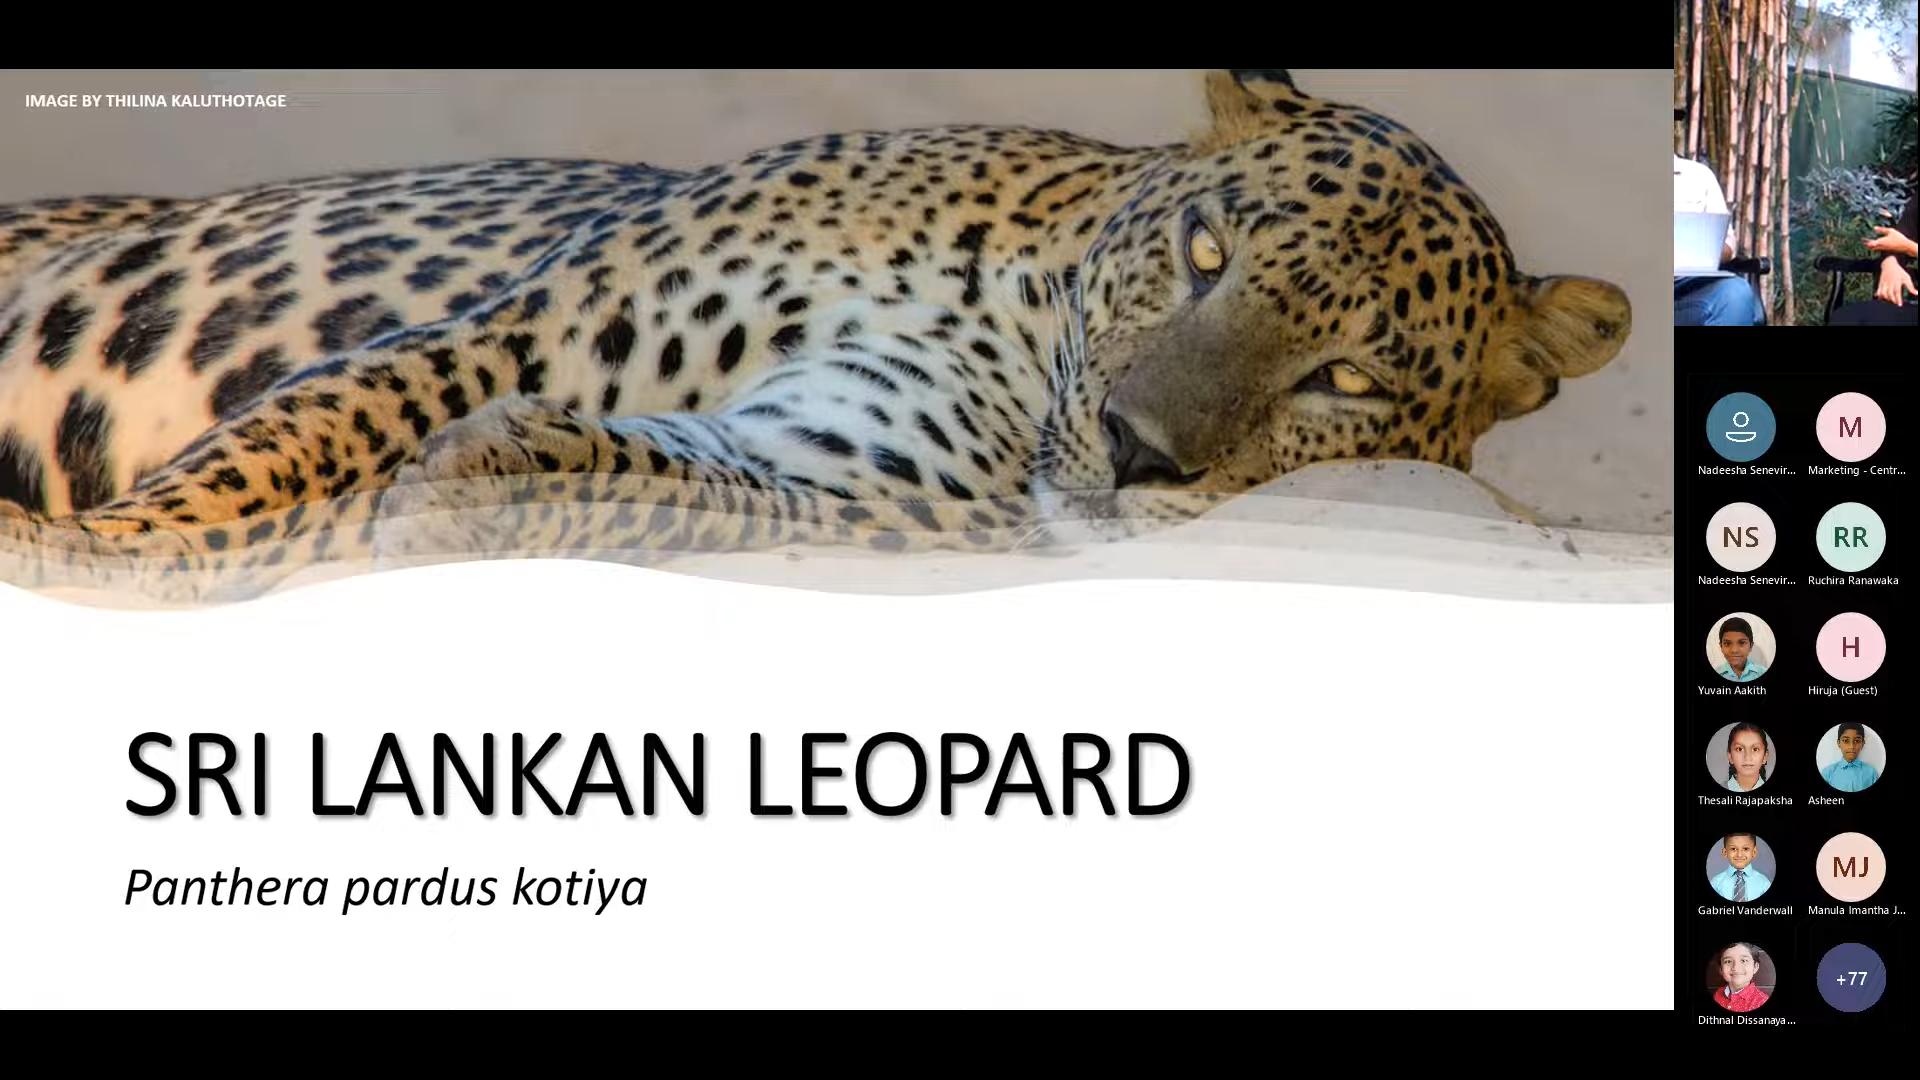 IMAGE BY THILINA KALUTHOTAGE
SRI LANKAN LEOPARD
Panthera pardus kotiya
Nadeesha Senevir...
M
Marketing - Centr...
NS
Nadeesha Senevir...
RR
Ruchira Ranawaka
Yuvain Aakith
H
Hiruja (Guest)
Thesali Rajapaksha
Asheen
Gabriel Vanderwall
MJ
Manula Imantha J...
Dithnal Dissanaya...
+77